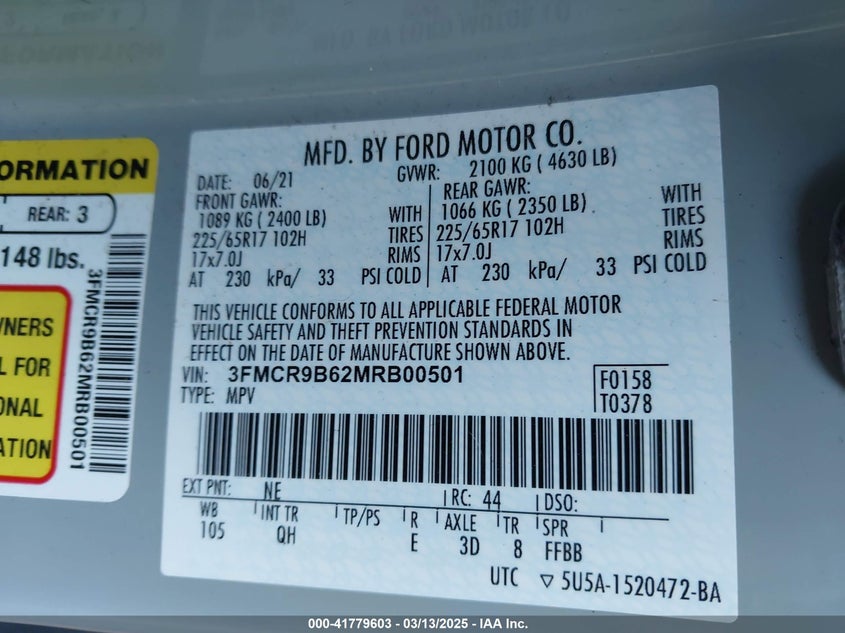 MFD. BY FORD MOTOR CO.
DATE: 06/21 GVWR: 2100 KG ( 4630 LB)
FRONT GAWR: REAR GAWR:
1089 KG ( 2400 LB) WITH 1066 KG ( 2350 LB) WITH
225/65R17 102H TIRES 225/65R17 102H TIRES
17x7.0J RIMS 17x7.0J RIMS
AT 230 kPa/ 33 PSI COLD AT 230 kPa/ 33 PSI COLD
THIS VEHICLE CONFORMS TO ALL APPLICABLE FEDERAL MOTOR
VEHICLE SAFETY AND THEFT PREVENTION STANDARDS IN
EFFECT ON THE DATE OF MANUFACTURE SHOWN ABOVE.
VIN: 3FMCR9B62MRB00501 F0158
TYPE: MPV T0378
EXT PNT: NE RC: 44 DSO:
WB INT TR TP/PS R AXLE TR SPR
105 QH E 3D 8 FFBB
UTC ▽ 5U5A-1520472-BA
ORMATION
REAR: 3
148 lbs.
3FMCR9B62MRB00501
WNERS
L FOR
ONAL
ATION
000-41779603 - 03/13/2025 - IAA Inc.